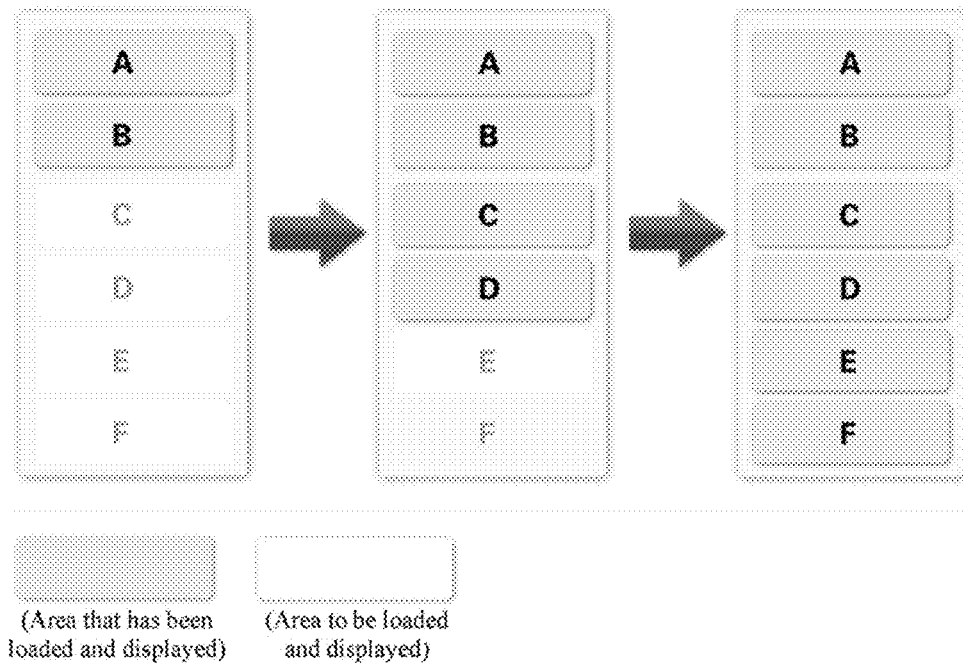 A
B
C
D
E
F
A
B
C
D
E
F
A
B
C
D
E
F
(Area that has been
loaded and displayed)
(Area to be loaded
and displayed)